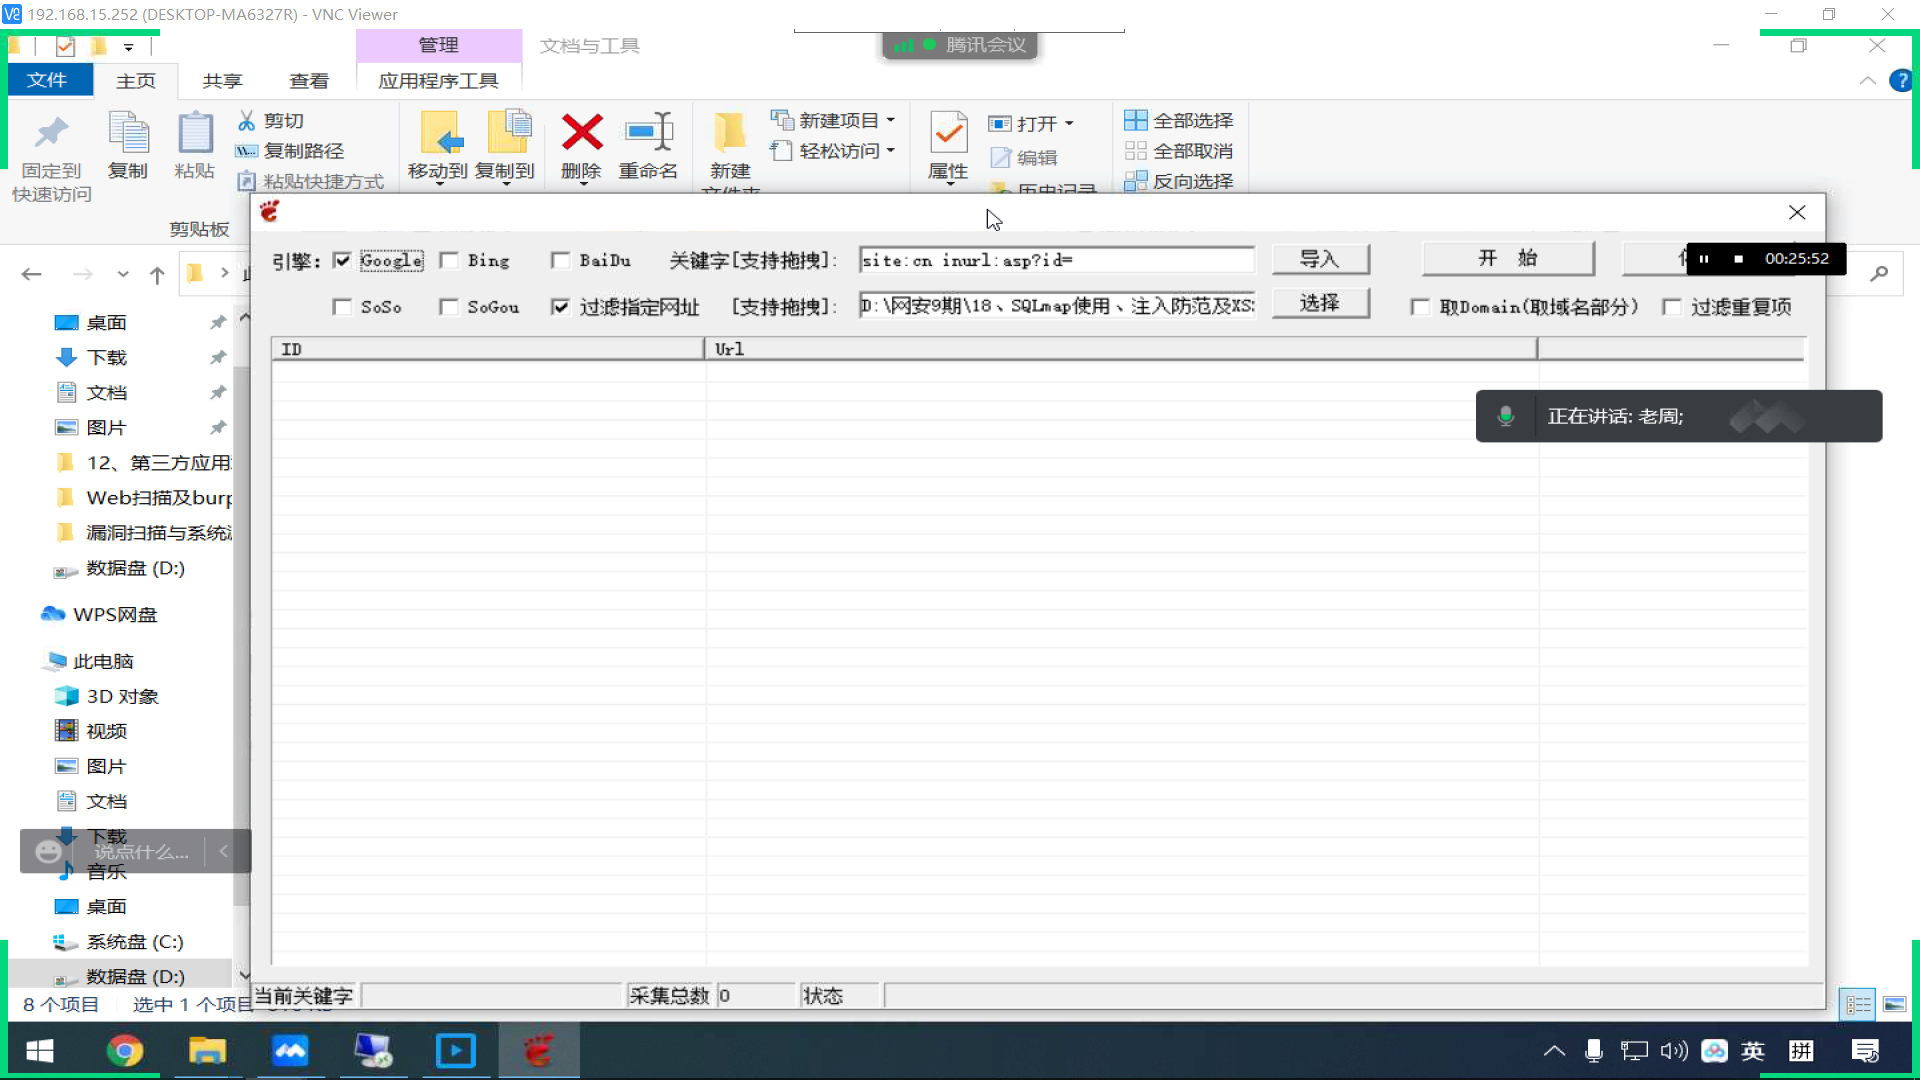 192.168.15.252 (DESKTOP-MA6327R) - VNC Viewer
管理
文档与工具
腾讯会议
文件
主页
共享
查看
应用程序工具
固定到
快速访问
复制
粘贴
剪切
复制路径
粘贴快捷方式
剪贴板
移动到
复制到
删除
重命名
新建
文件夹
新建项目
轻松访问
属性
打开
编辑
历史记录
全部选择
全部取消
反向选择
引擎:
Google
Bing
BaiDu
关键字[支持拖拽]:
site:cn inurl:asp?id=
导入
开 始
00:25:52
SoSo
SoGou
过滤指定网址
[支持拖拽]:
D:\网安9期\18、SQLmap使用、注入防范及XS
选择
取Domain(取域名部分)
过滤重复项
ID
Url
正在讲话: 老周;
桌面
下载
文档
图片
12、第三方应用
Web扫描及burp
漏洞扫描与系统
数据盘 (D:)
WPS网盘
此电脑
3D 对象
视频
图片
文档
下载
说点什么...
音乐
桌面
系统盘 (C:)
数据盘 (D:)
8 个项目
选中 1 个项目
当前关键字
采集总数
0
状态
英
拼